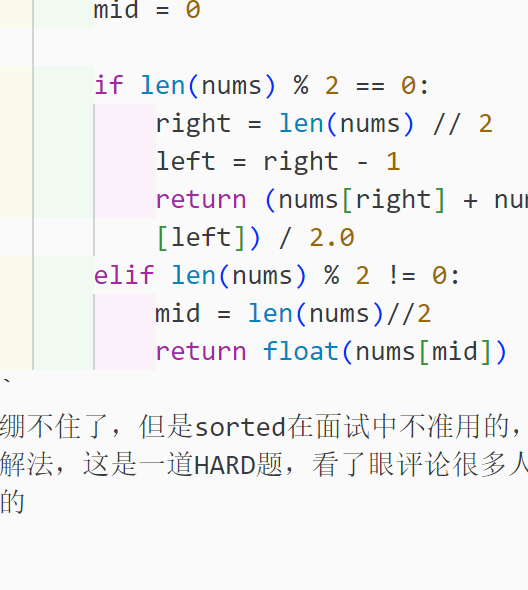 mid = 0
if len(nums) % 2 == 0:
right = len(nums) // 2
left = right - 1
return (nums[right] + num
[left]) / 2.0
elif len(nums) % 2 != 0:
mid = len(nums)//2
return float(nums[mid])
`
绷不住了，但是sorted在面试中不准用的，
解法，这是一道HARD题，看了眼评论很多人
的